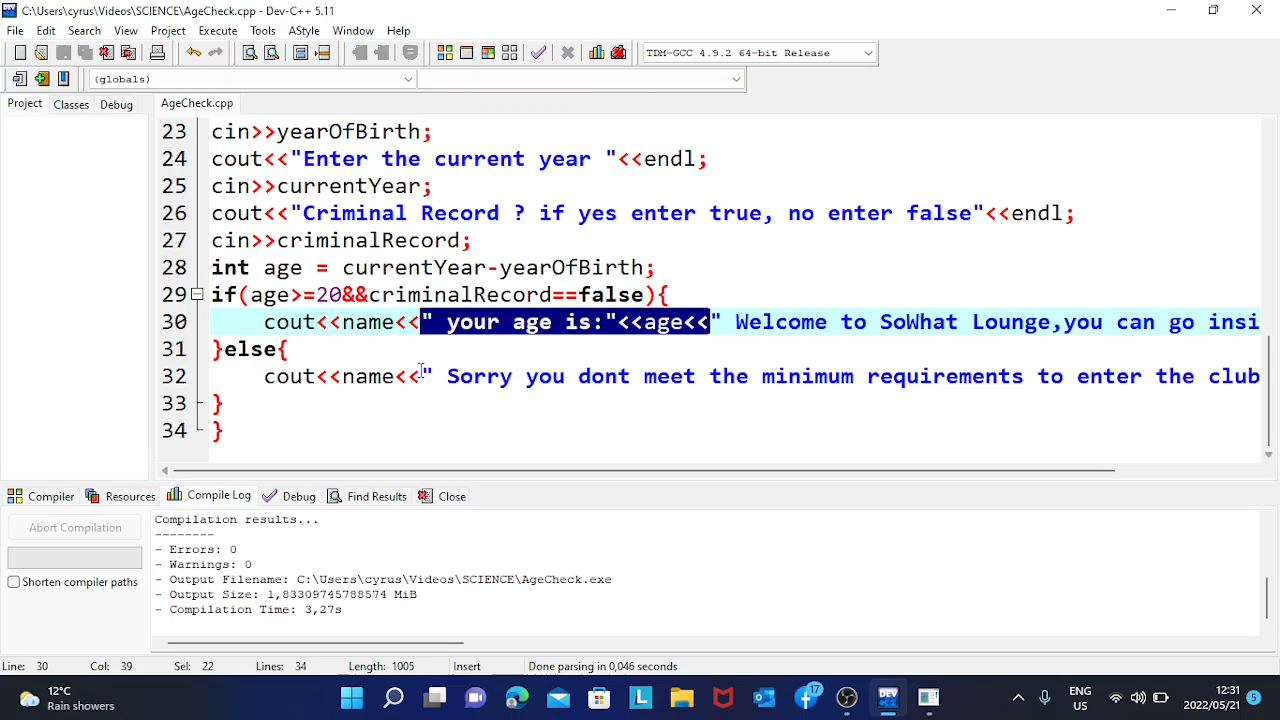 C:\Users\cyrus\Videos\SCIENCE\AgeCheck.cpp - Dev-C++ 5.11
File Edit Search View Project Execute Tools AStyle Window Help
TDM-GCC 4.9.2 64-bit Release
(globals)
Project Classes Debug AgeCheck.cpp
23 cin>>yearOfBirth;
24 cout<<"Enter the current year "<<endl;
25 cin>>currentYear;
26 cout<<"Criminal Record ? if yes enter true, no enter false"<<endl;
27 cin>>criminalRecord;
28 int age = currentYear-yearOfBirth;
29 if(age>=20&&criminalRecord==false){
30 cout<<name<<" your age is:"<<age<<" Welcome to SoWhat Lounge,you can go insi
31 }else{
32 cout<<name<<" Sorry you dont meet the minimum requirements to enter the club
33 }
34 }
Compiler Resources Compile Log Debug Find Results Close
Abort Compilation
Shorten compiler paths
Compilation results...
--------
- Errors: 0
- Warnings: 0
- Output Filename: C:\Users\cyrus\Videos\SCIENCE\AgeCheck.exe
- Output Size: 1,83309745788574 MiB
- Compilation Time: 3,27s
Line: 30 Col: 39 Sel: 22 Lines: 34 Length: 1005 Insert Done parsing in 0,046 seconds
12°C
Rain showers
L
17
DEV
ENG
US
12:31
2022/05/21
5